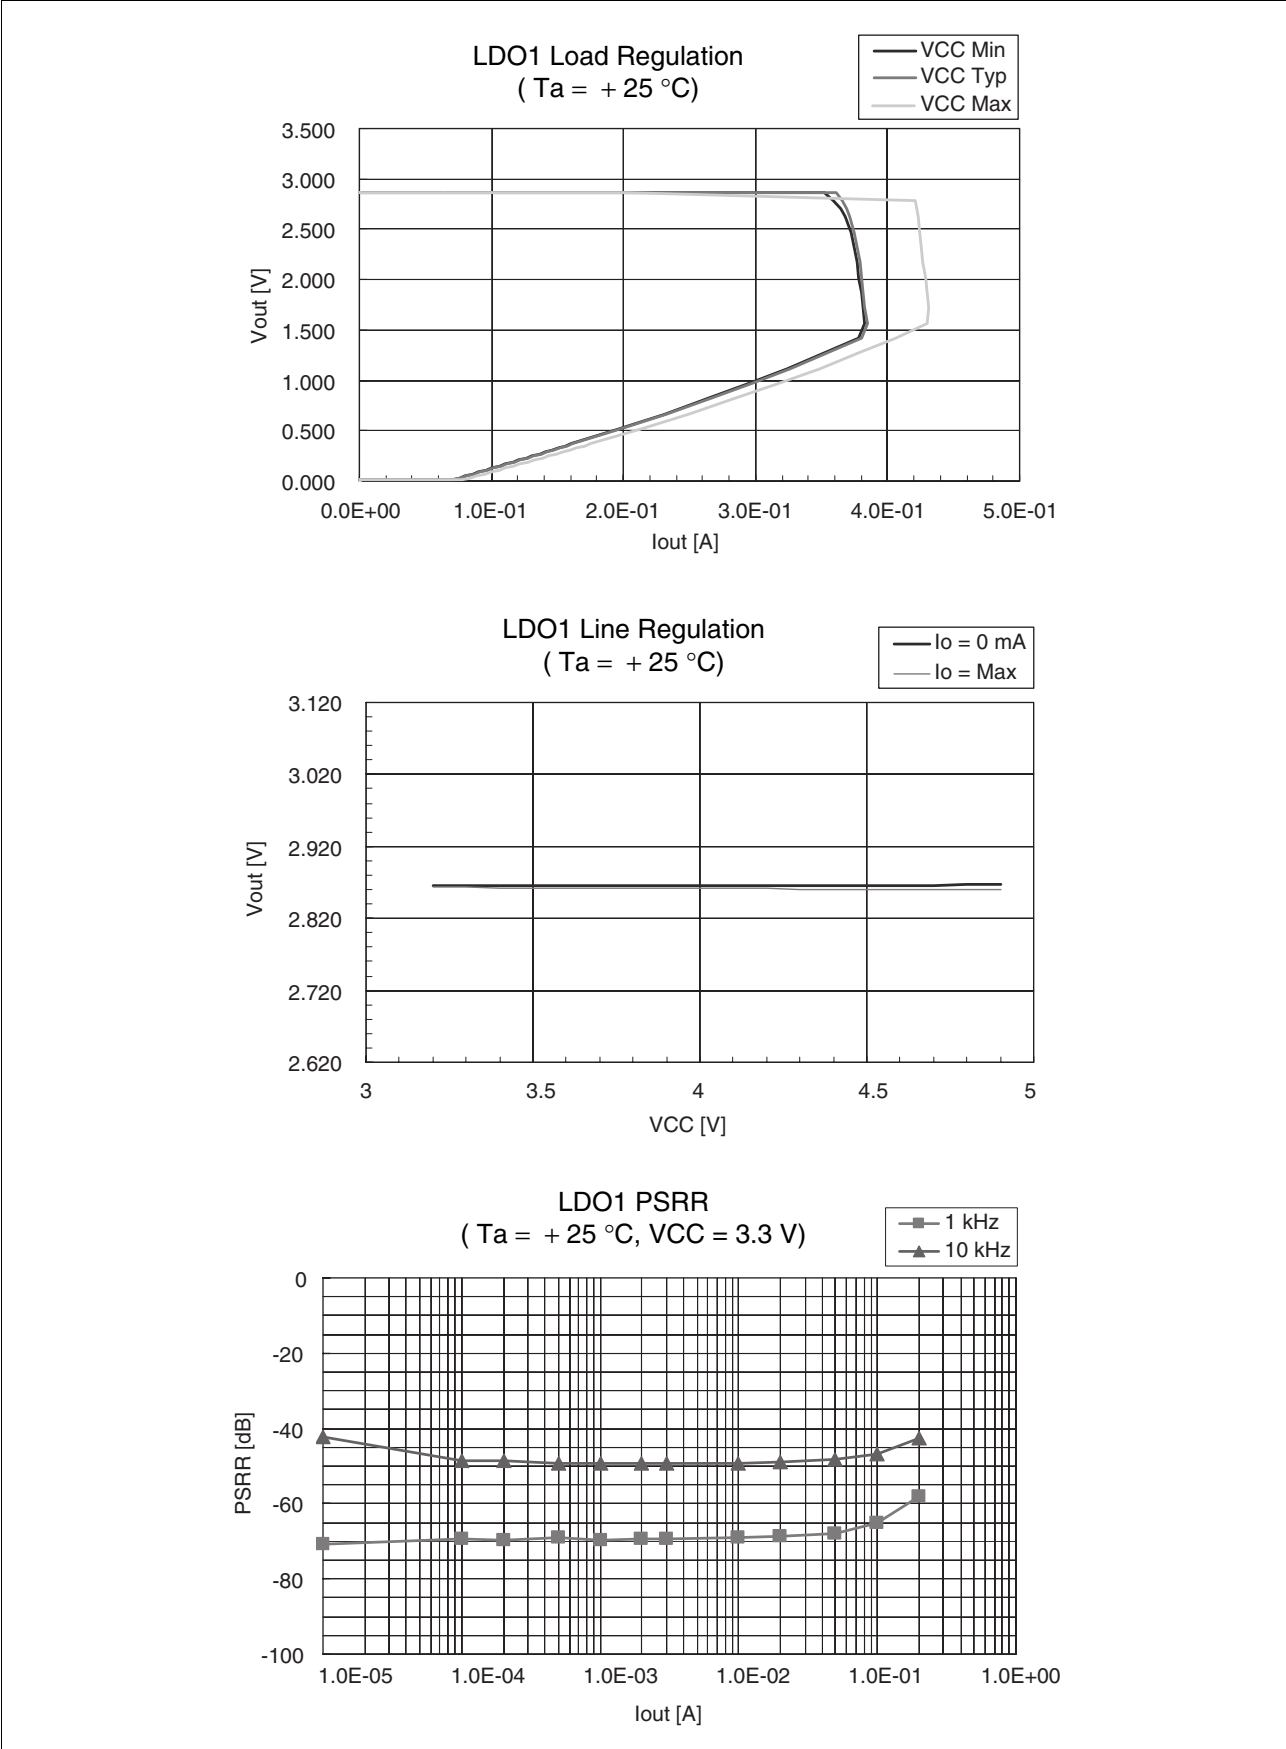 LDO1 Load Regulation
( Ta = + 25 °C)
VCC Min
VCC Typ
VCC Max
3.500
3.000
2.500
2.000
1.500
1.000
0.500
0.000
Vout [V]
0.0E+00 1.0E-01 2.0E-01 3.0E-01 4.0E-01 5.0E-01
Iout [A]
LDO1 Line Regulation
( Ta = + 25 °C)
Io = 0 mA
Io = Max
3.120
3.020
2.920
2.820
2.720
2.620
Vout [V]
3 3.5 4 4.5 5
VCC [V]
LDO1 PSRR
( Ta = + 25 °C, VCC = 3.3 V)
1 kHz
10 kHz
0
-20
-40
-60
-80
-100
PSRR [dB]
1.0E-05 1.0E-04 1.0E-03 1.0E-02 1.0E-01 1.0E+00
Iout [A]